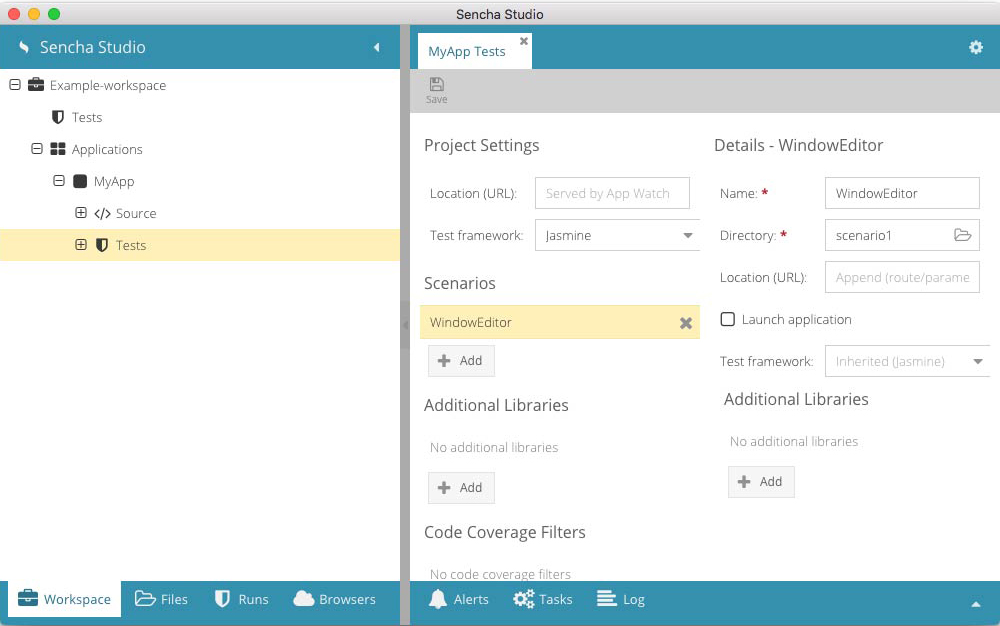 Sencha Studio
Sencha Studio
Example-workspace
Tests
Applications
MyApp
</> Source
Tests
MyApp Tests
Save
Project Settings
Location (URL): Served by App Watch
Test framework: Jasmine
Scenarios
WindowEditor
Add
Additional Libraries
No additional libraries
Add
Code Coverage Filters
No code coverage filters
Details - WindowEditor
Name: * WindowEditor
Directory: * scenario1
Location (URL): Append (route/parame
Launch application
Test framework: Inherited (Jasmine)
Additional Libraries
No additional libraries
Add
Workspace Files Runs Browsers
Alerts Tasks Log